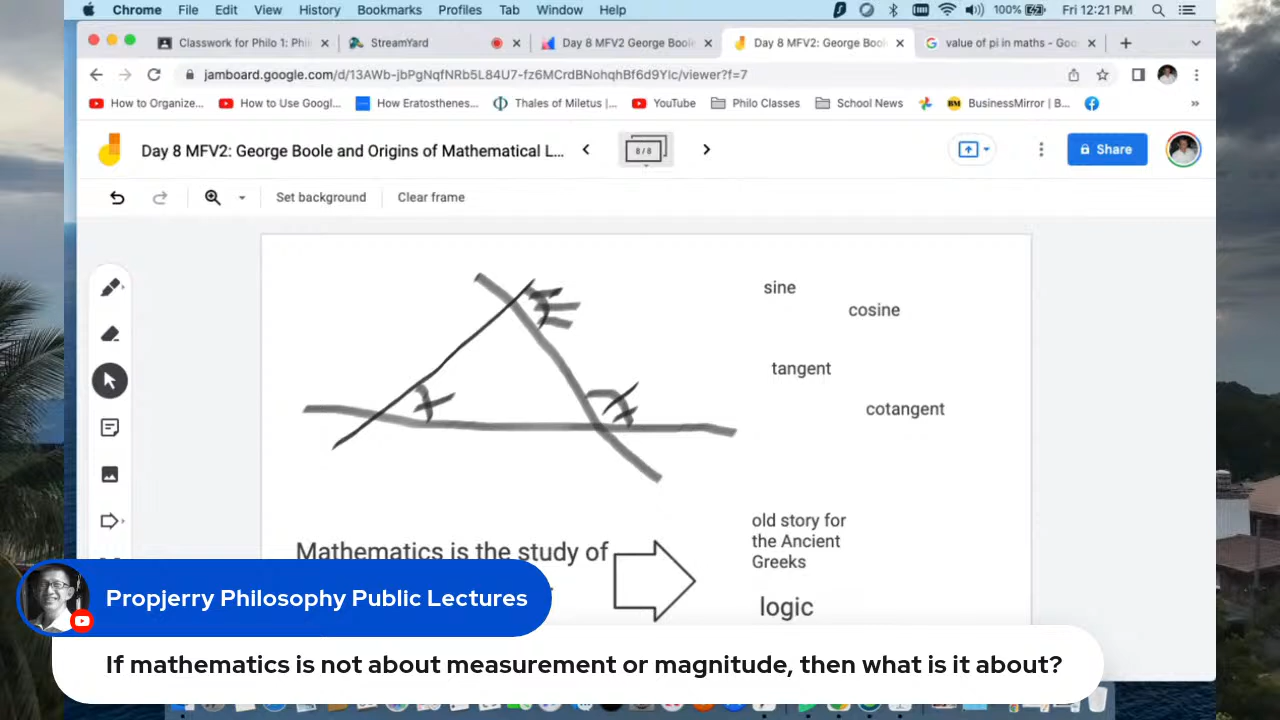 Chrome File Edit View History Bookmarks Profiles Tab Window Help 100% Fri 12:21 PM
Classwork for Philo 1: Phil StreamYard Day 8 MFV2 George Boole Day 8 MFV2: George Bool value of pi in maths - Goo
jamboard.google.com/d/13AWb-jbPgNqfNRb5L84U7-fz6MCrdBNohqhBf6d9YIc/viewer?f=7
How to Organize... How to Use Googl... How Eratosthenes... Thales of Miletus |... YouTube Philo Classes School News BM BusinessMirror | B... »
Day 8 MFV2: George Boole and Origins of Mathematical L... 8/8 Share
Set background Clear frame
sine
cosine
tangent
cotangent
old story for
the Ancient
Greeks
Mathematics is the study of
logic
Propjerry Philosophy Public Lectures
If mathematics is not about measurement or magnitude, then what is it about?